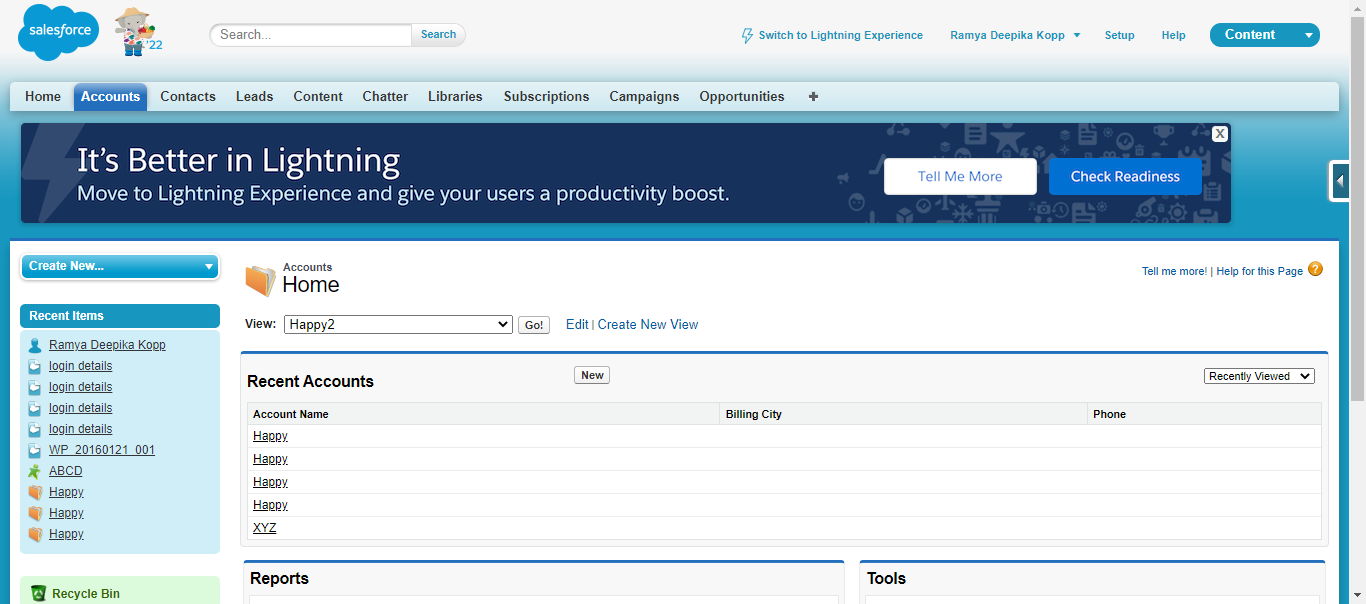 salesforce
'22
Search...
Search
Switch to Lightning Experience
Ramya Deepika Kopp
Setup
Help
Content
Home Accounts Contacts Leads Content Chatter Libraries Subscriptions Campaigns Opportunities +
It's Better in Lightning
Move to Lightning Experience and give your users a productivity boost.
Tell Me More
Check Readiness
X
Create New...
Recent Items
Ramya Deepika Kopp
login details
login details
login details
login details
WP_20160121_001
ABCD
Happy
Happy
Happy
Recycle Bin
Accounts
Home
Tell me more! | Help for this Page ?
View: Happy2 Go! Edit | Create New View
Recent Accounts
New
Recently Viewed
Account Name Billing City Phone
Happy
Happy
Happy
Happy
XYZ
Reports
Tools